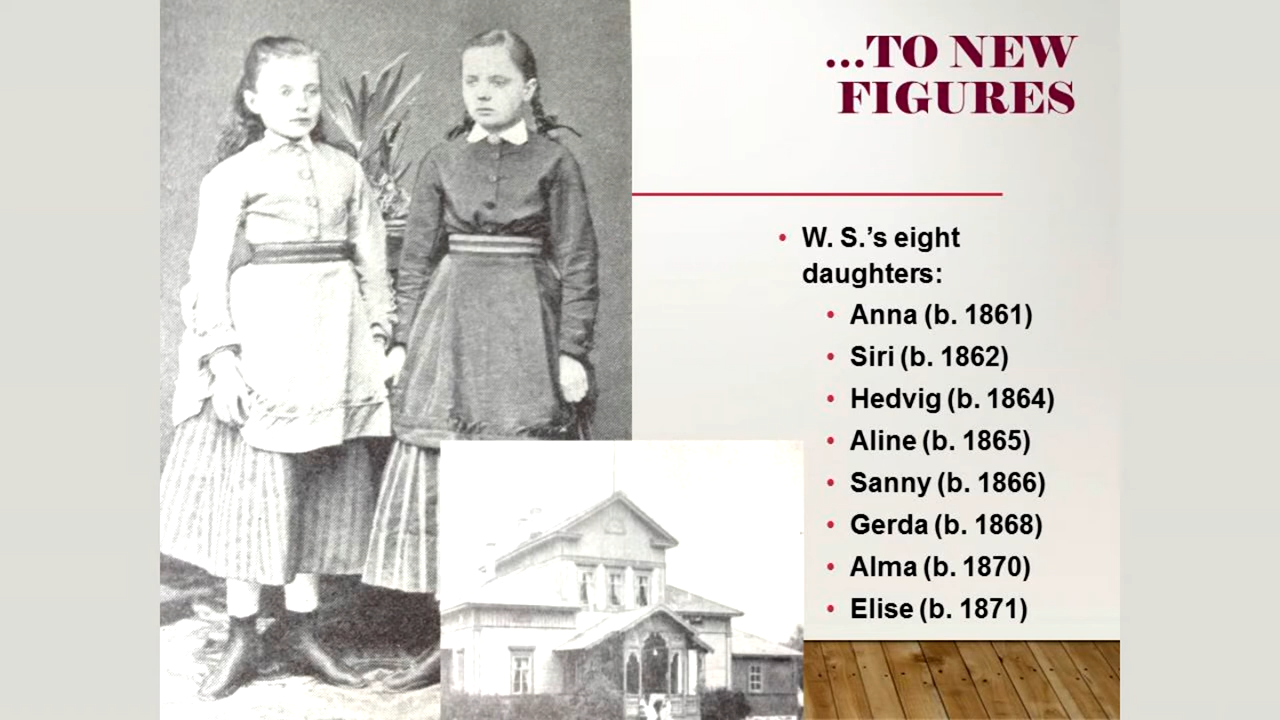 ...TO NEW
FIGURES
• W. S.’s eight
daughters:
• Anna (b. 1861)
• Siri (b. 1862)
• Hedvig (b. 1864)
• Aline (b. 1865)
• Sanny (b. 1866)
• Gerda (b. 1868)
• Alma (b. 1870)
• Elise (b. 1871)